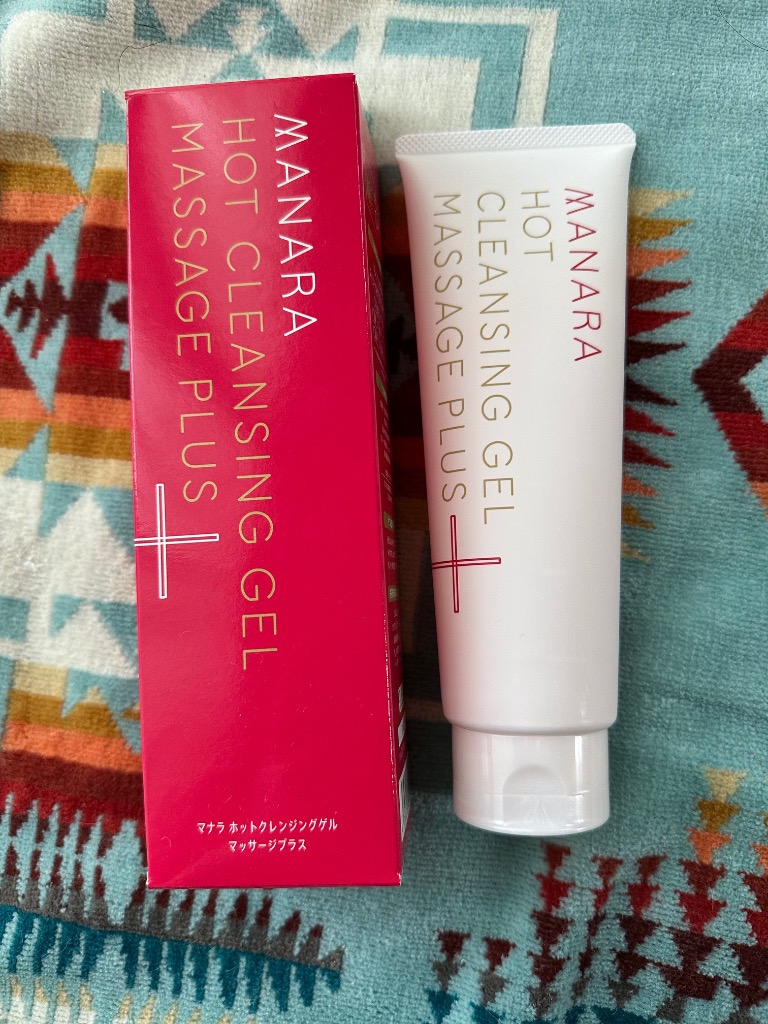 MANARA
HOT CLEANSING GEL
MASSAGE PLUS
マナラ ホットクレンジングゲル
マッサージプラス
MANARA
HOT
CLEANSING GEL
MASSAGE PLUS